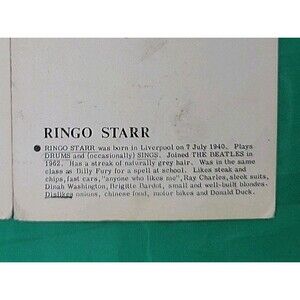 RINGO STARR
RINGO STARR was born in Liverpool on 7 July 1940. Plays
DRUMS and (occasionally) SINGS. Joined THE BEATLES in
1962. Has a streak of naturally grey hair. Was in the same
class as Billy Fury for a spell at school. Likes steak and
chips, fast cars, "anyone who likes me", Ray Charles, sleek suits,
Dinah Washington, Brigitte Bardot, small and well-built blondes.
Dislikes onions, chinese food, motor bikes and Donald Duck.